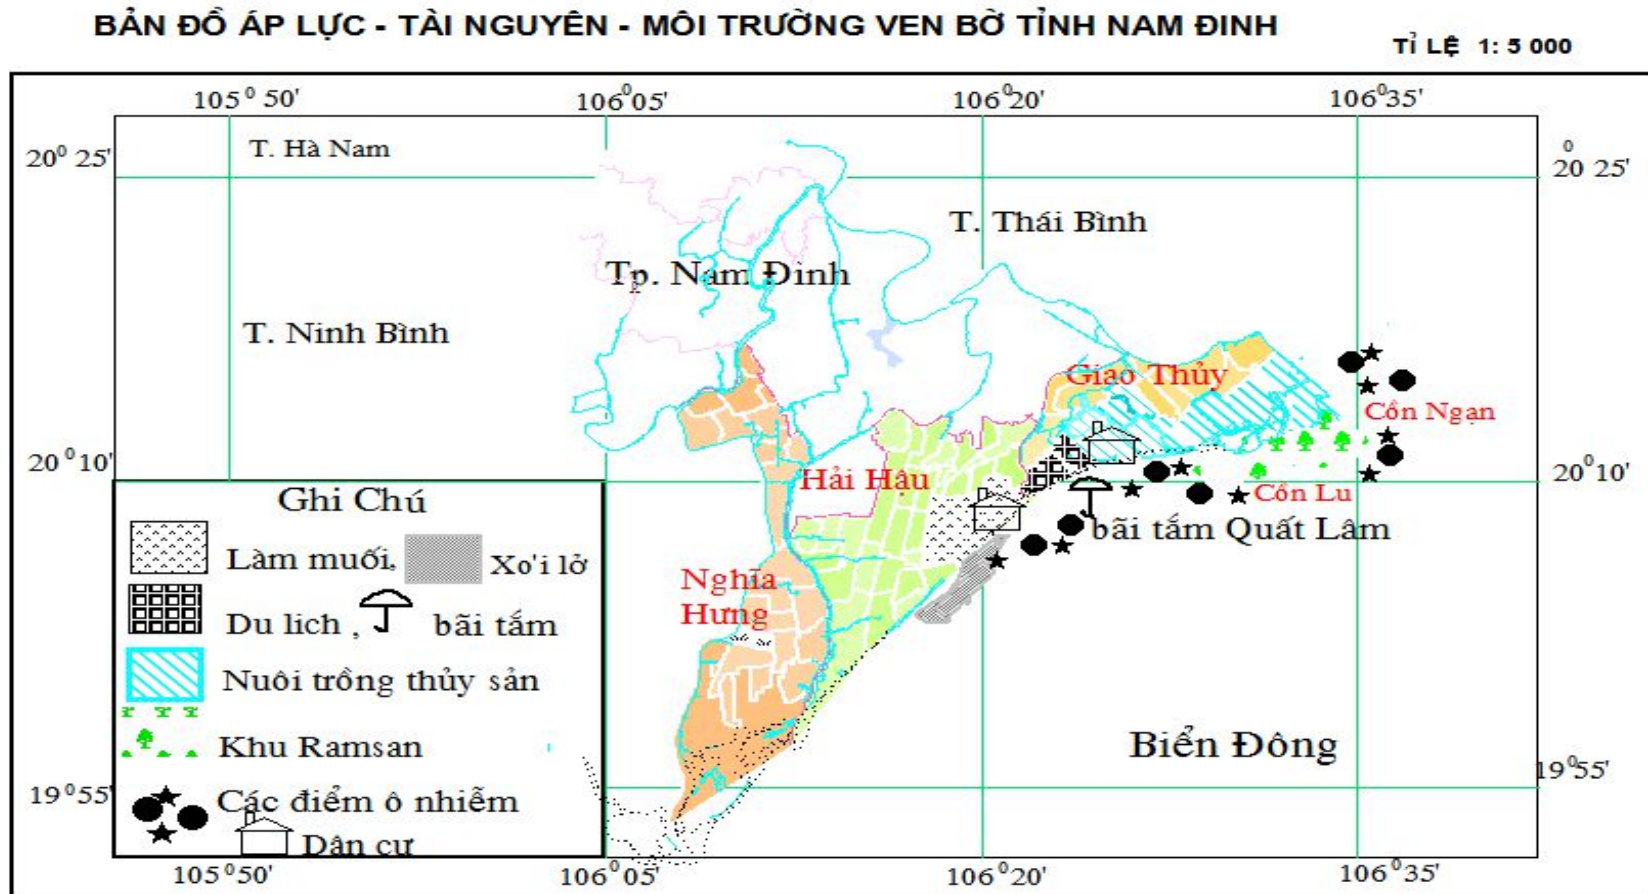 BẢN ĐỒ ÁP LỰC - TÀI NGUYÊN - MÔI TRƯỜNG VEN BỜ TỈNH NAM ĐINH
TỈ LỆ 1: 5 000
105⁰ 50'
106⁰05'
106⁰20'
106⁰35'
20⁰ 25'
T. Hà Nam
20⁰ 25'
T. Thái Bình
Tp. Nam Định
T. Ninh Bình
Giao Thủy
Cồn Ngạn
20⁰10'
Hải Hậu
20⁰10'
Cồn Lu
bãi tắm Quất Lâm
Nghĩa
Hưng
Biển Đông
Ghi Chú
Làm muối, Xo'i lở
Du lich , bãi tắm
Nuôi trồng thủy sản
Khu Ramsan
Các điểm ô nhiễm
Dân cư
19⁰55'
19⁰55'
105⁰ 50'
106⁰05'
106⁰20'
106⁰35'